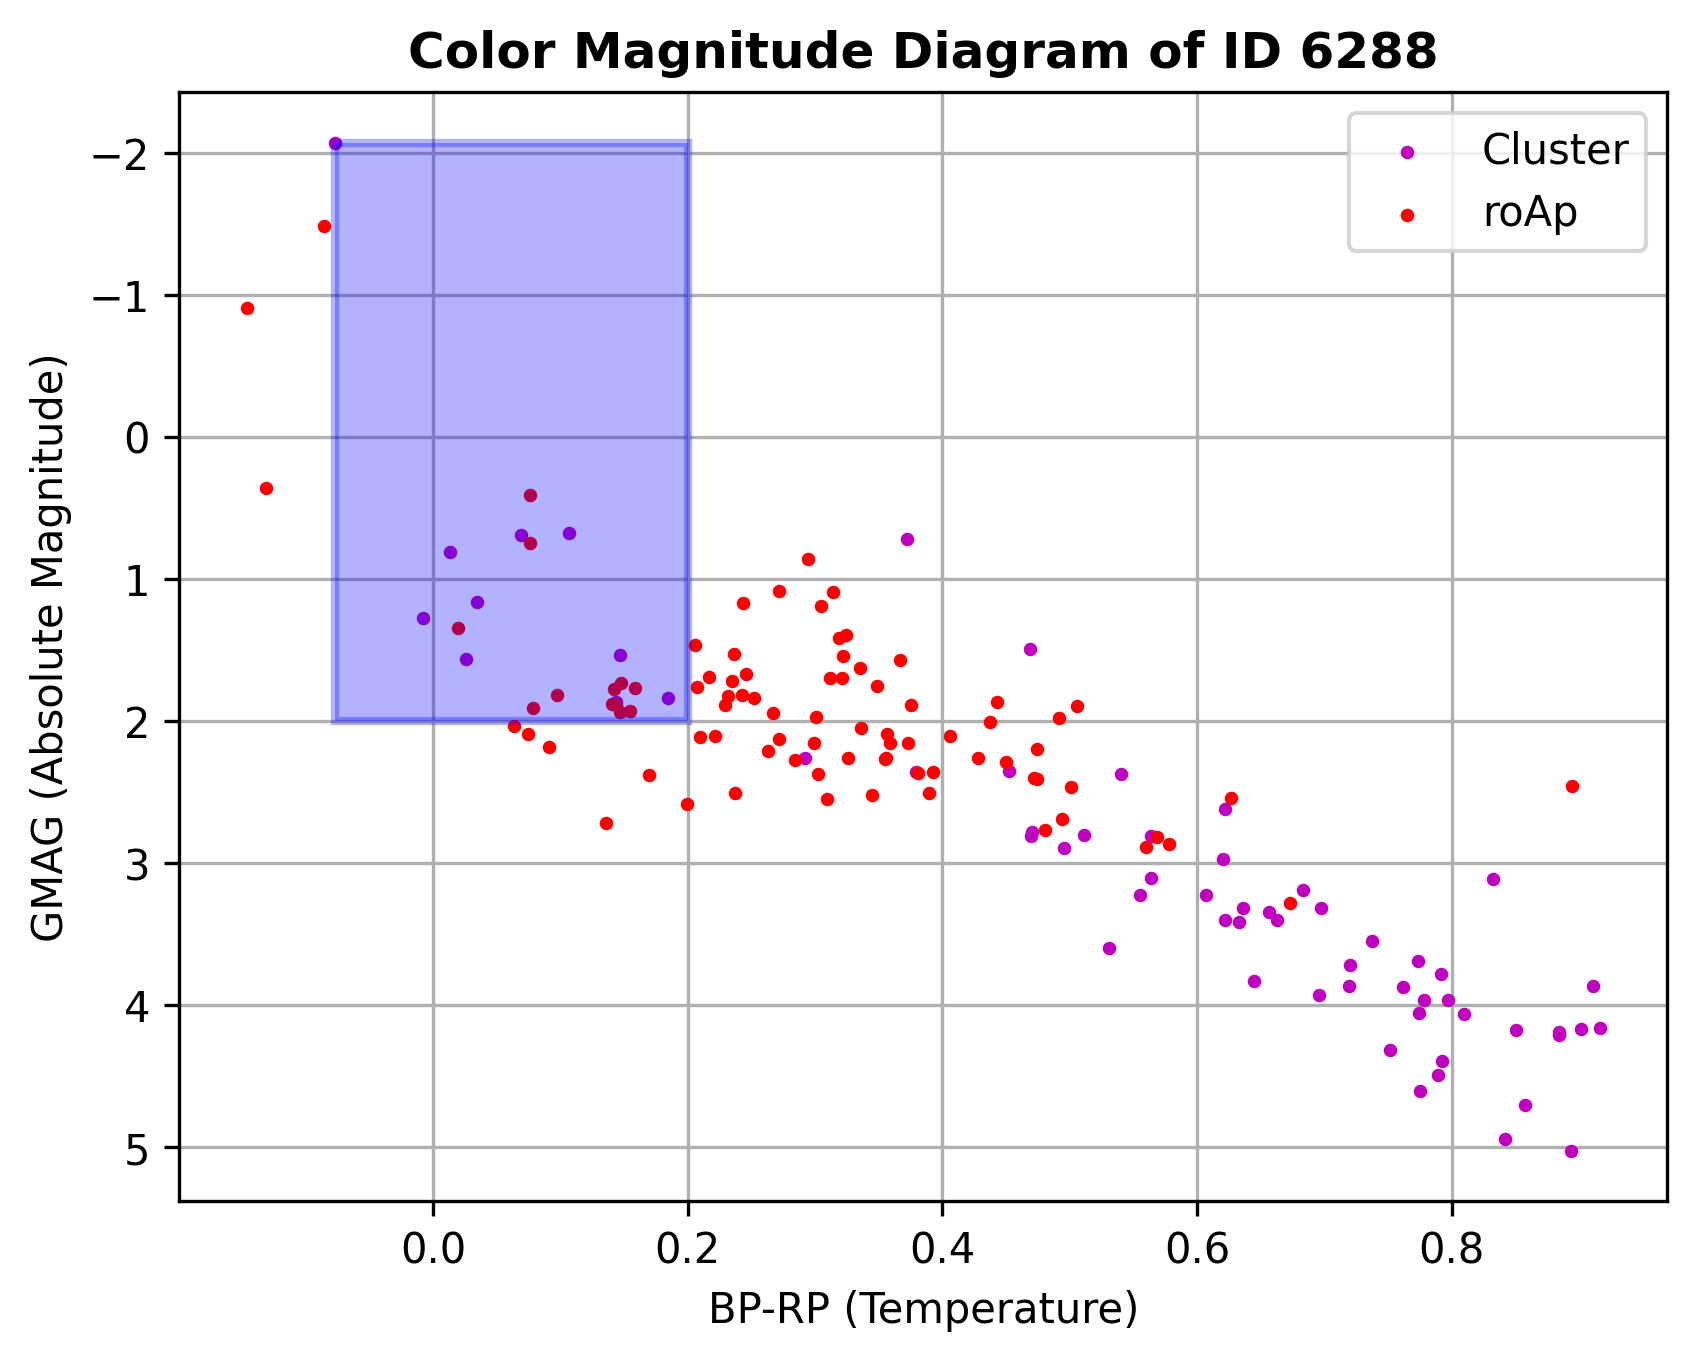 Color Magnitude Diagram of ID 6288
Cluster
roAp
GMAG (Absolute Magnitude)
−2
−1
0
1
2
3
4
5
0.0 0.2 0.4 0.6 0.8
BP-RP (Temperature)